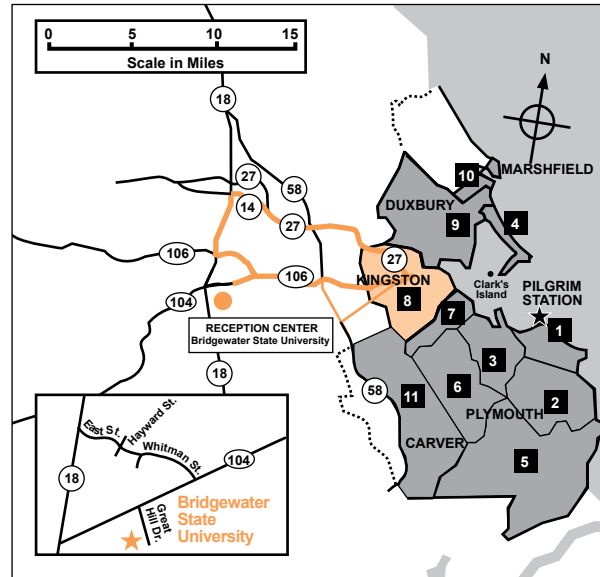 0 5 10 15
Scale in Miles
N
18
27
58
14
27
27
106
106
104
10
MARSHFIELD
DUXBURY
9
4
KINGSTON
8
Clark's
Island
PILGRIM
STATION
7
1
3
6
2
PLYMOUTH
11
58
CARVER
5
RECEPTION CENTER
Bridgewater State University
18
East St.
Hayward St.
Whitman St.
104
18
Great
Hill Dr.
Bridgewater
State
University